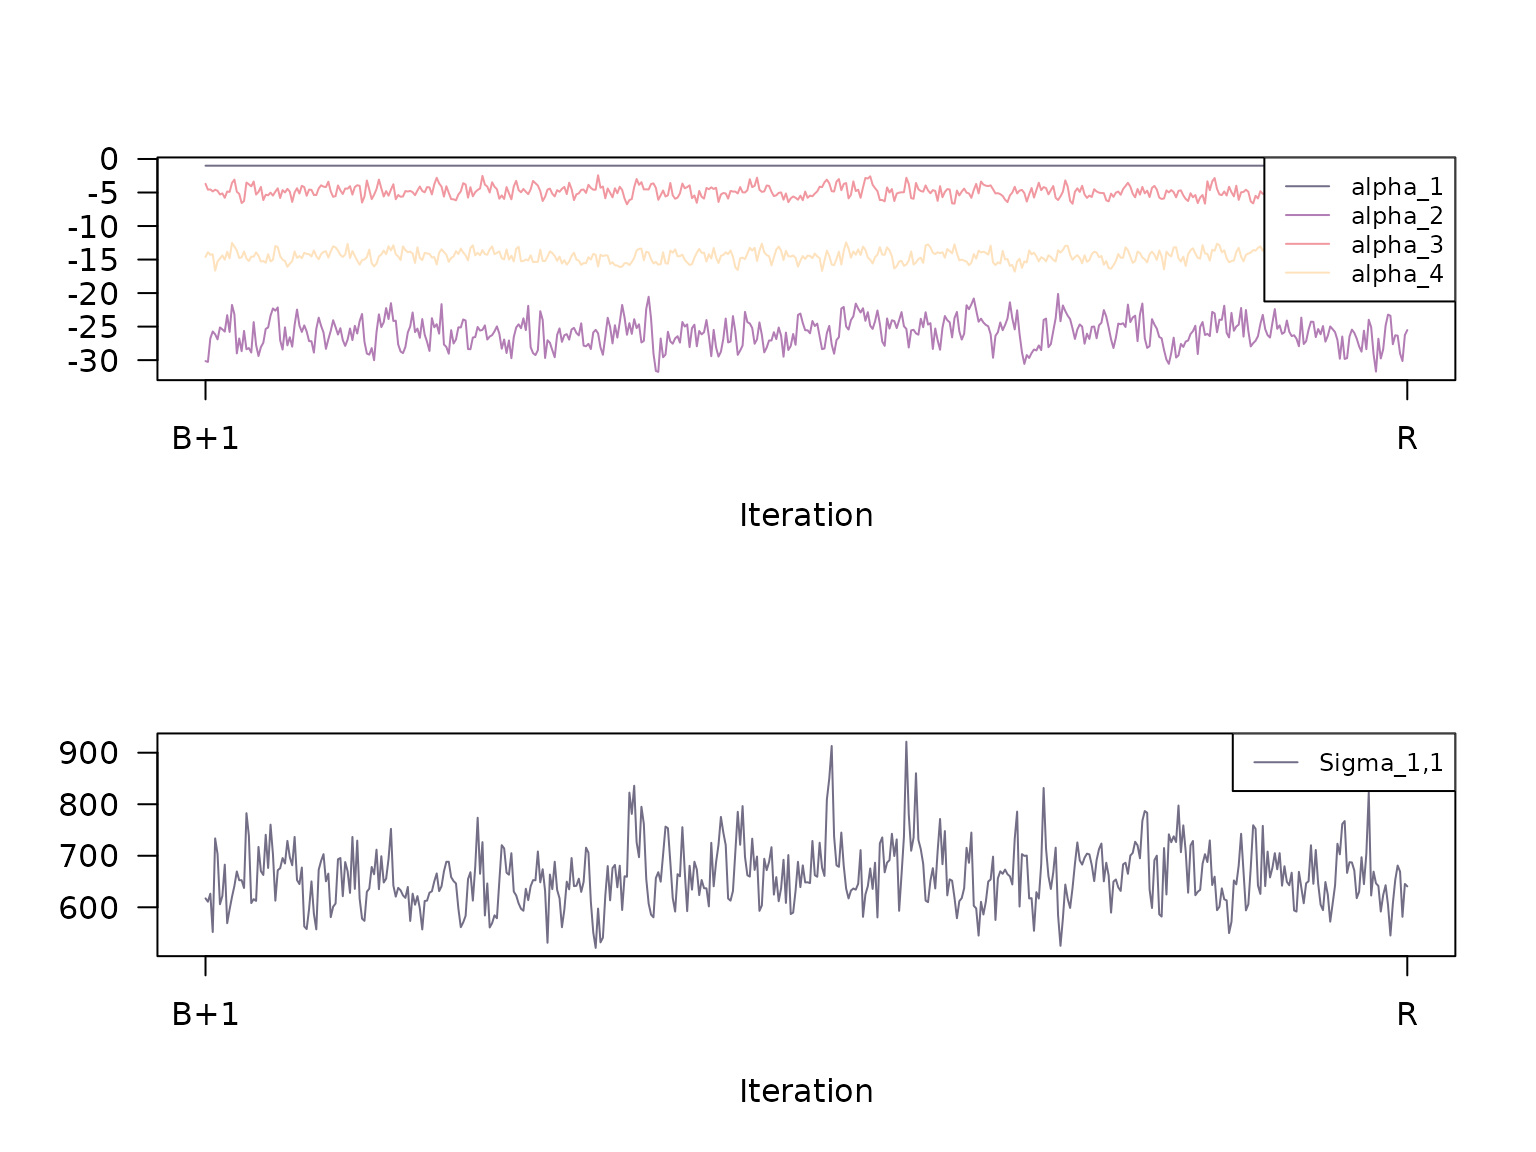 0
-5
-10
-15
-20
-25
-30
alpha_1
alpha_2
alpha_3
alpha_4
B+1
R
Iteration
900
800
700
600
Sigma_1,1
B+1
R
Iteration